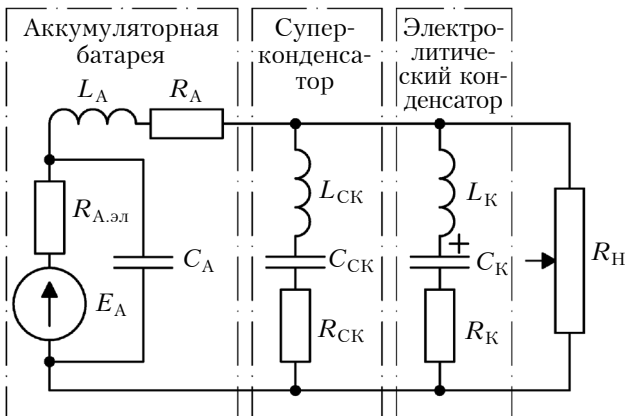 Аккумуляторная
батарея
Супер-
конденса-
тор
Электро-
литиче-
ский кон-
денсатор
L_А
R_А
R_А.эл
E_А
C_А
L_СК
C_СК
R_СК
L_К
+
C_К
R_К
R_Н